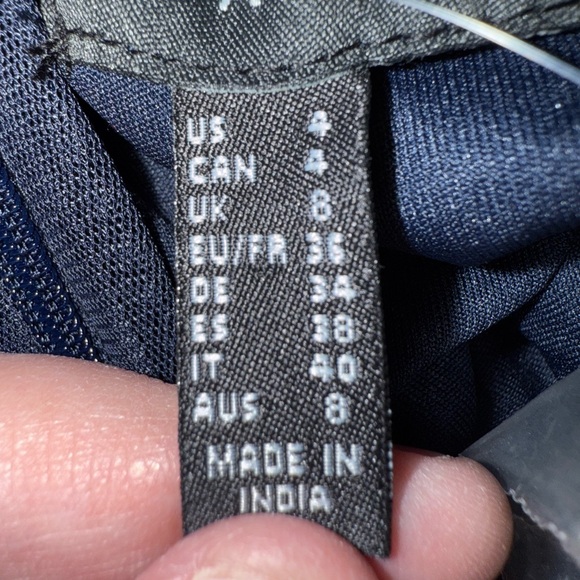 US 4
CAN 4
UK 8
EU/FR 36
DE 34
ES 38
IT 40
AUS 8
MADE IN
INDIA